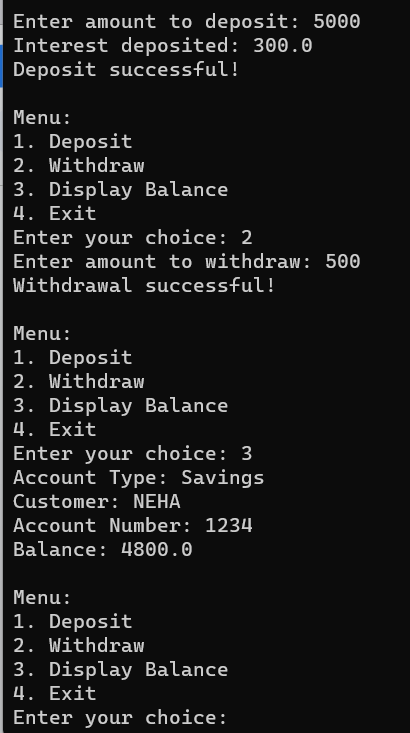 Enter amount to deposit: 5000
Interest deposited: 300.0
Deposit successful!

Menu:
1. Deposit
2. Withdraw
3. Display Balance
4. Exit
Enter your choice: 2
Enter amount to withdraw: 500
Withdrawal successful!

Menu:
1. Deposit
2. Withdraw
3. Display Balance
4. Exit
Enter your choice: 3
Account Type: Savings
Customer: NEHA
Account Number: 1234
Balance: 4800.0

Menu:
1. Deposit
2. Withdraw
3. Display Balance
4. Exit
Enter your choice: